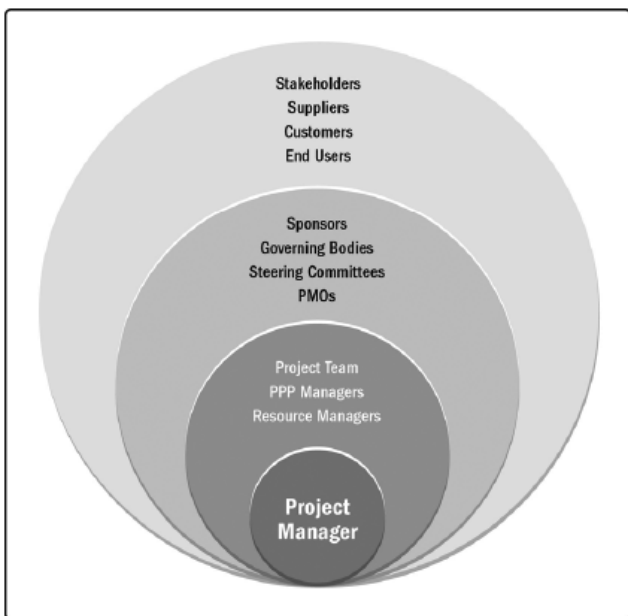 Stakeholders
Suppliers
Customers
End Users
Sponsors
Governing Bodies
Steering Committees
PMOs
Project Team
PPP Managers
Resource Managers
Project
Manager